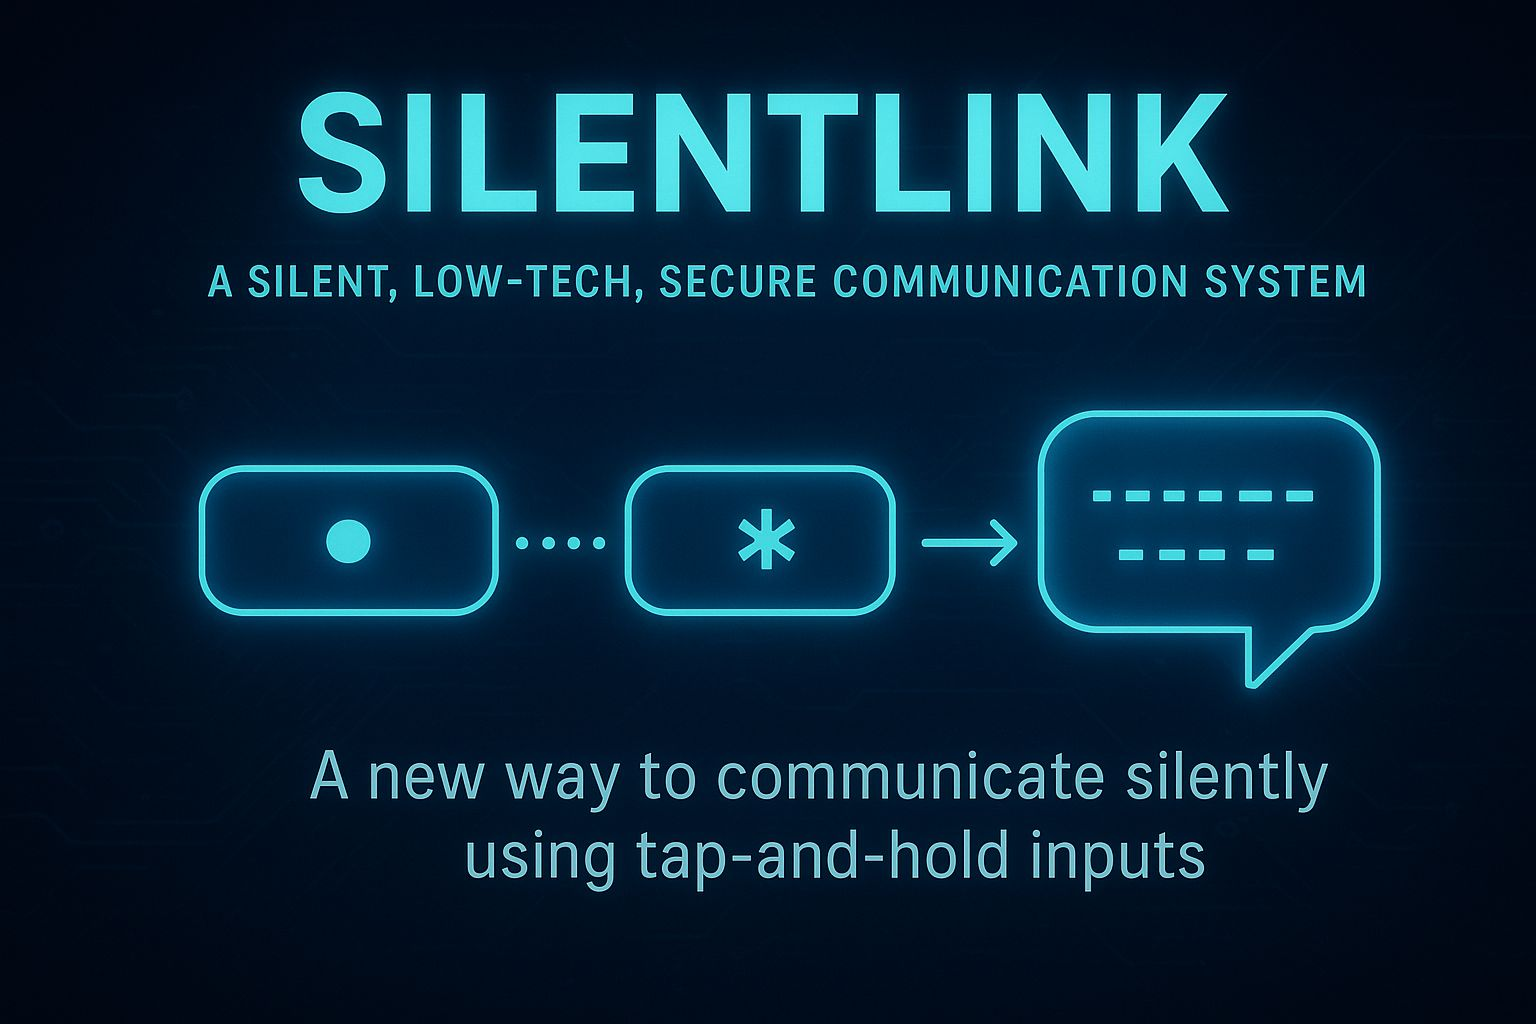 SILENTLINK
A SILENT, LOW-TECH, SECURE COMMUNICATION SYSTEM
A new way to communicate silently
using tap-and-hold inputs